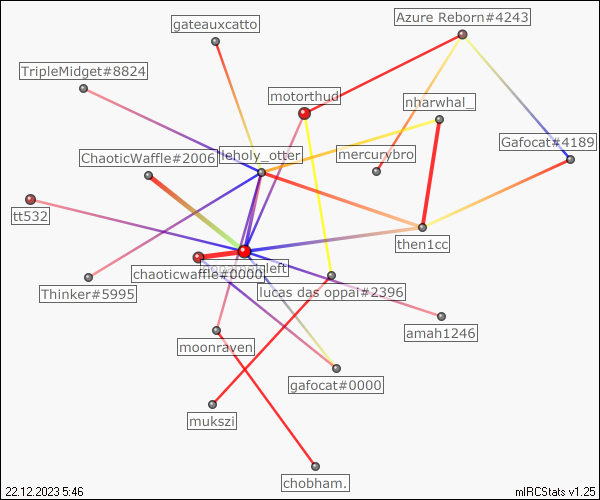 gateauxcatto
Azure Reborn#4243
TripleMidget#8824
motorthud
nharwhal_
Gafocat#4189
ChaoticWaffle#2006
leholy_otter
mercurybro
tt532
then1cc
chaoticwaffle#0000
left
Thinker#5995
lucas das oppai#2396
amah1246
moonraven
gafocat#0000
mukszi
chobham.
22.12.2023 5:46
mIRCStats v1.25